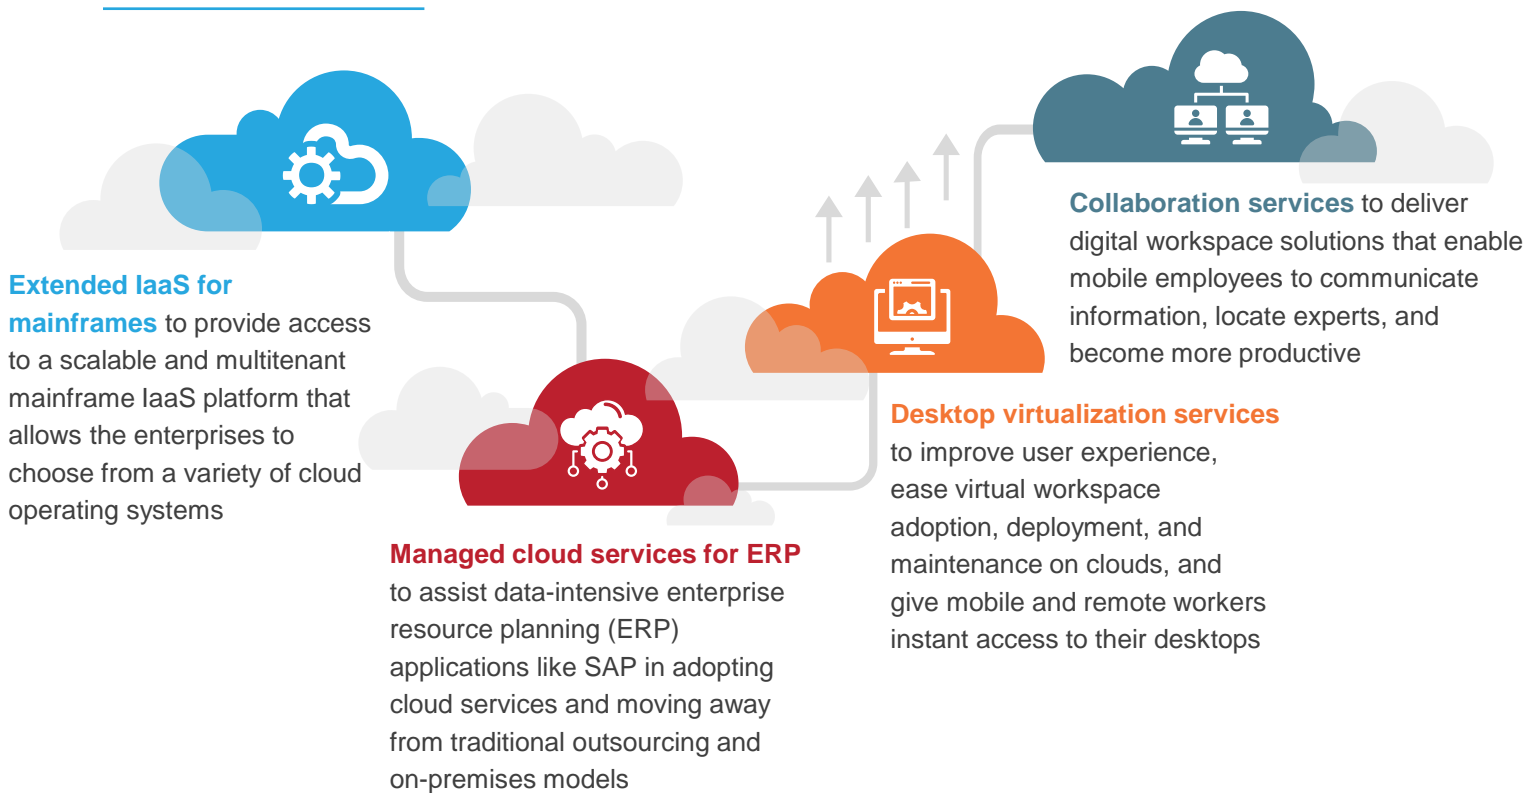 Extended IaaS for
mainframes to provide access
to a scalable and multitenant
mainframe IaaS platform that
allows the enterprises to
choose from a variety of cloud
operating systems
Managed cloud services for ERP
to assist data-intensive enterprise
resource planning (ERP)
applications like SAP in adopting
cloud services and moving away
from traditional outsourcing and
on-premises models
Desktop virtualization services
to improve user experience,
ease virtual workspace
adoption, deployment, and
maintenance on clouds, and
give mobile and remote workers
instant access to their desktops
Collaboration services to deliver
digital workspace solutions that enable
mobile employees to communicate
information, locate experts, and
become more productive